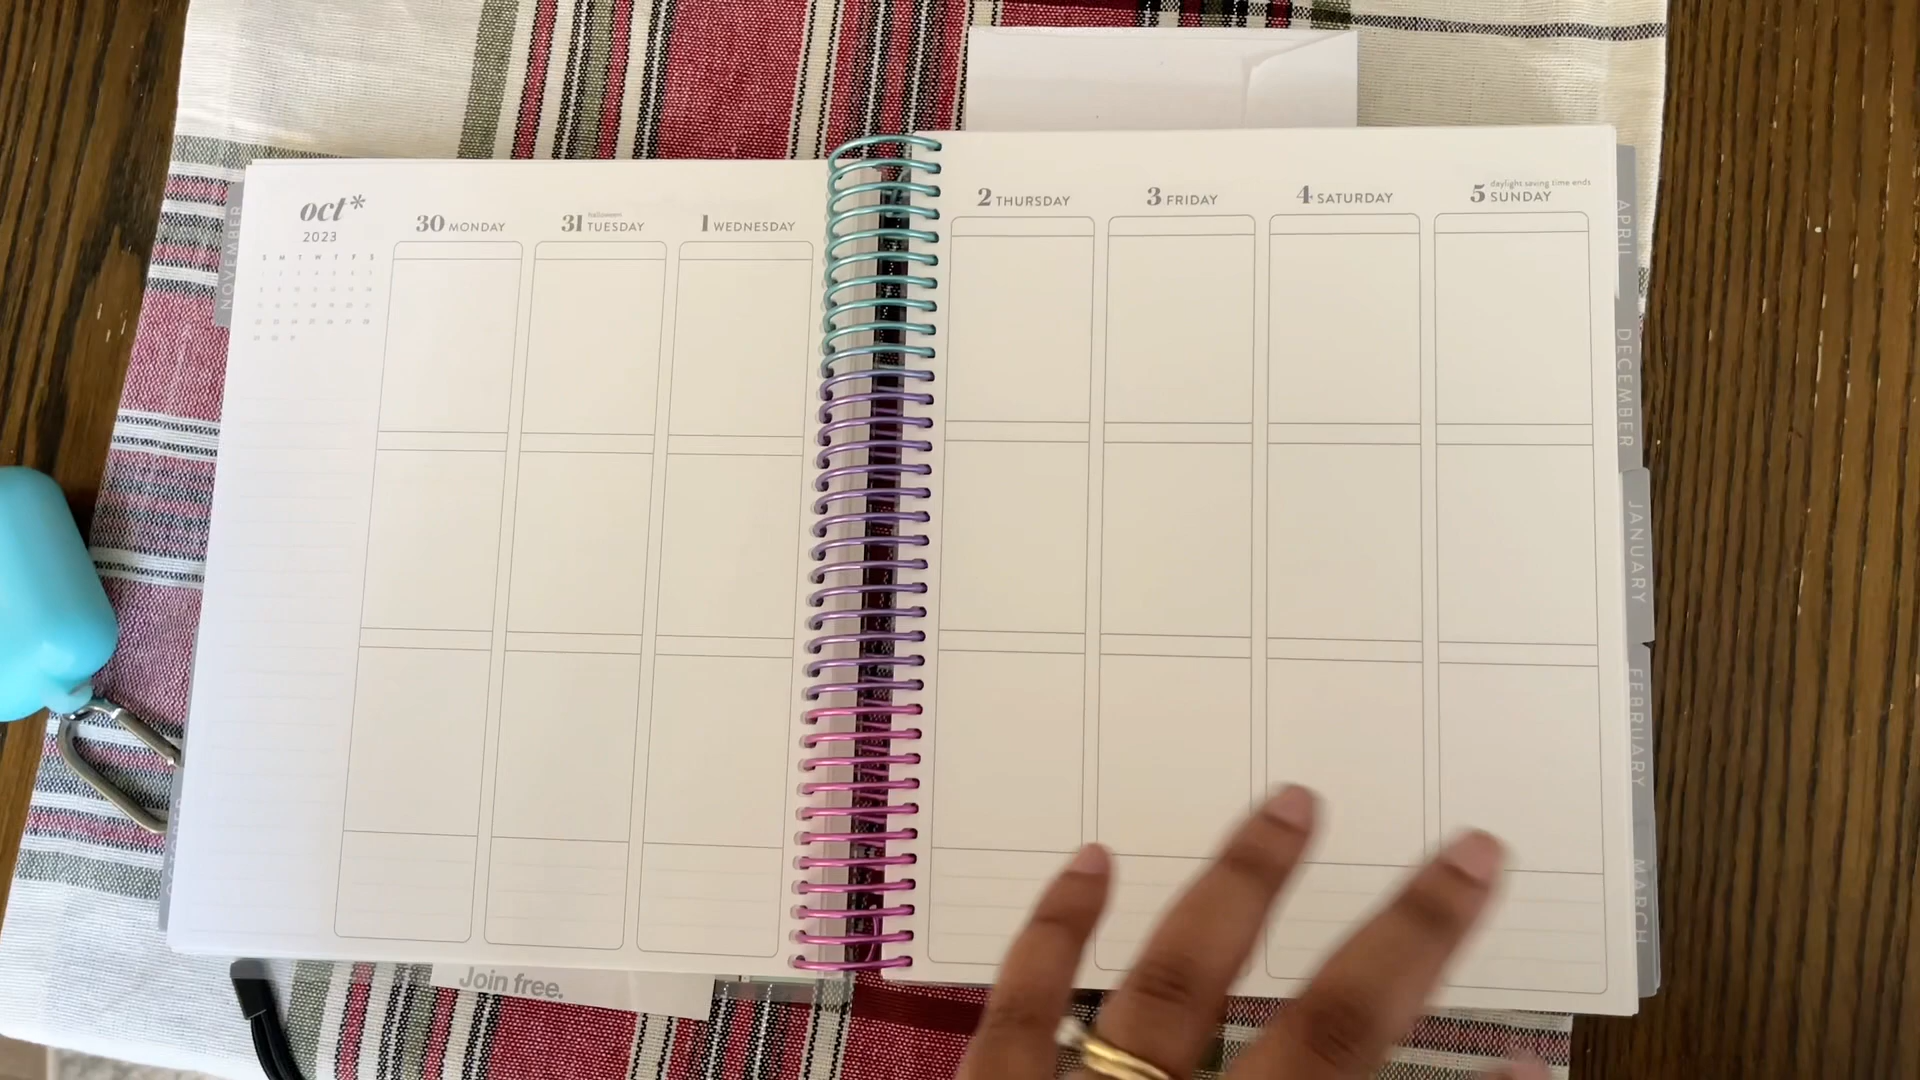 oct*
2023
S M T W T F S
30 MONDAY
halloween
31 TUESDAY
1 WEDNESDAY
2 THURSDAY
3 FRIDAY
4 SATURDAY
daylight saving time ends
5 SUNDAY
NOVEMBER
OCTOBER
APRIL
DECEMBER
JANUARY
FEBRUARY
MARCH
Join free.